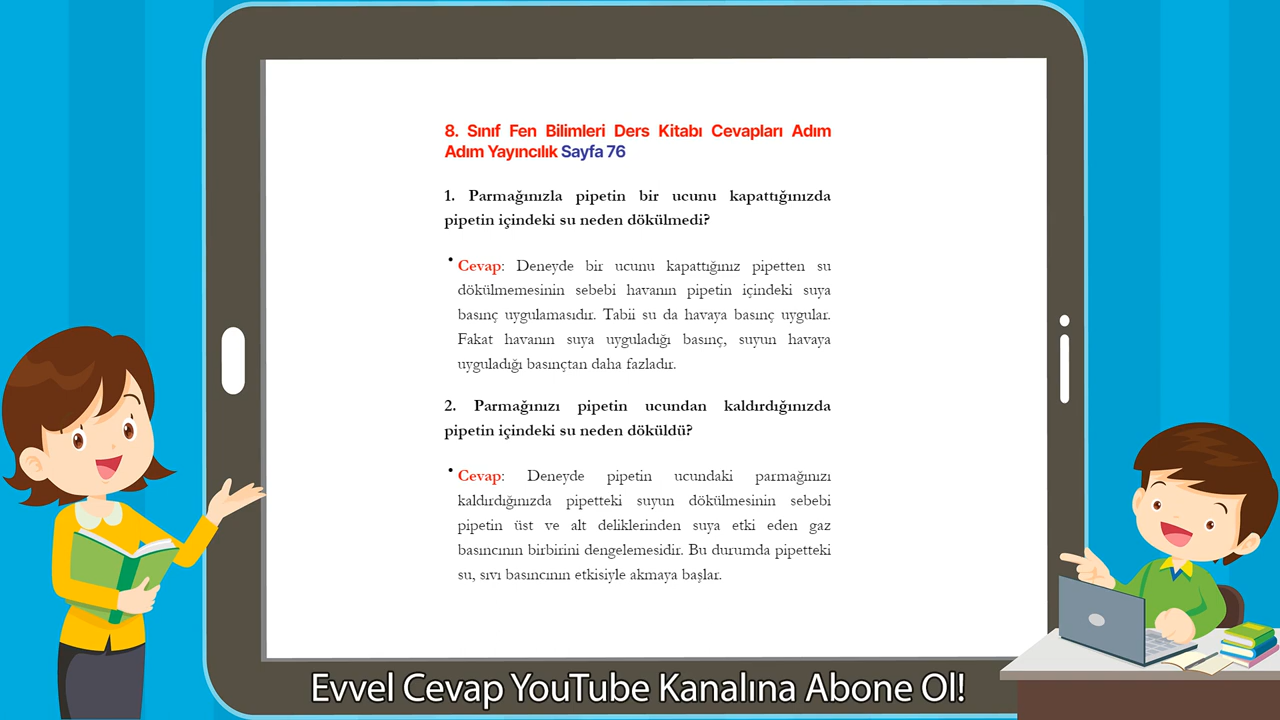 8. Sınıf Fen Bilimleri Ders Kitabı Cevapları Adım
Adım Yayıncılık Sayfa 76
1. Parmağınızla pipetin bir ucunu kapattığınızda
pipetin içindeki su neden dökülmedi?
• Cevap: Deneyde bir ucunu kapattığınız pipetten su
dökülmemesinin sebebi havanın pipetin içindeki suya
basınç uygulamasıdır. Tabii su da havaya basınç uygular.
Fakat havanın suya uyguladığı basınç, suyun havaya
uyguladığı basınçtan daha fazladır.
2. Parmağınızı pipetin ucundan kaldırdığınızda
pipetin içindeki su neden döküldü?
• Cevap: Deneyde pipetin ucundaki parmağınızı
kaldırdığınızda pipetteki suyun dökülmesinin sebebi
pipetin üst ve alt deliklerinden suya etki eden gaz
basıncının birbirini dengelemesidir. Bu durumda pipetteki
su, sıvı basıncının etkisiyle akmaya başlar.
Evvel Cevap YouTube Kanalına Abone Ol!